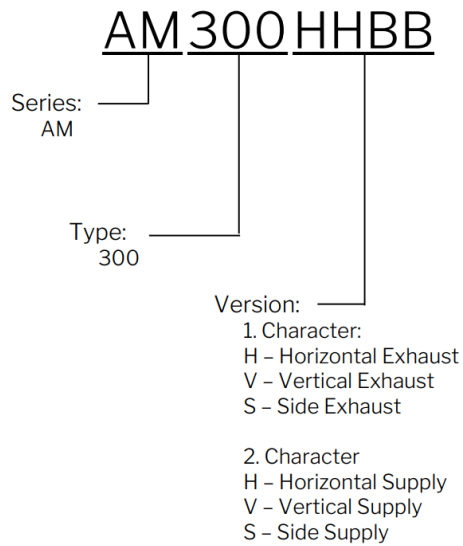 AM300HHBB
Series:
AM
Type:
300
Version:
1. Character:
H – Horizontal Exhaust
V – Vertical Exhaust
S – Side Exhaust
2. Character
H – Horizontal Supply
V – Vertical Supply
S – Side Supply